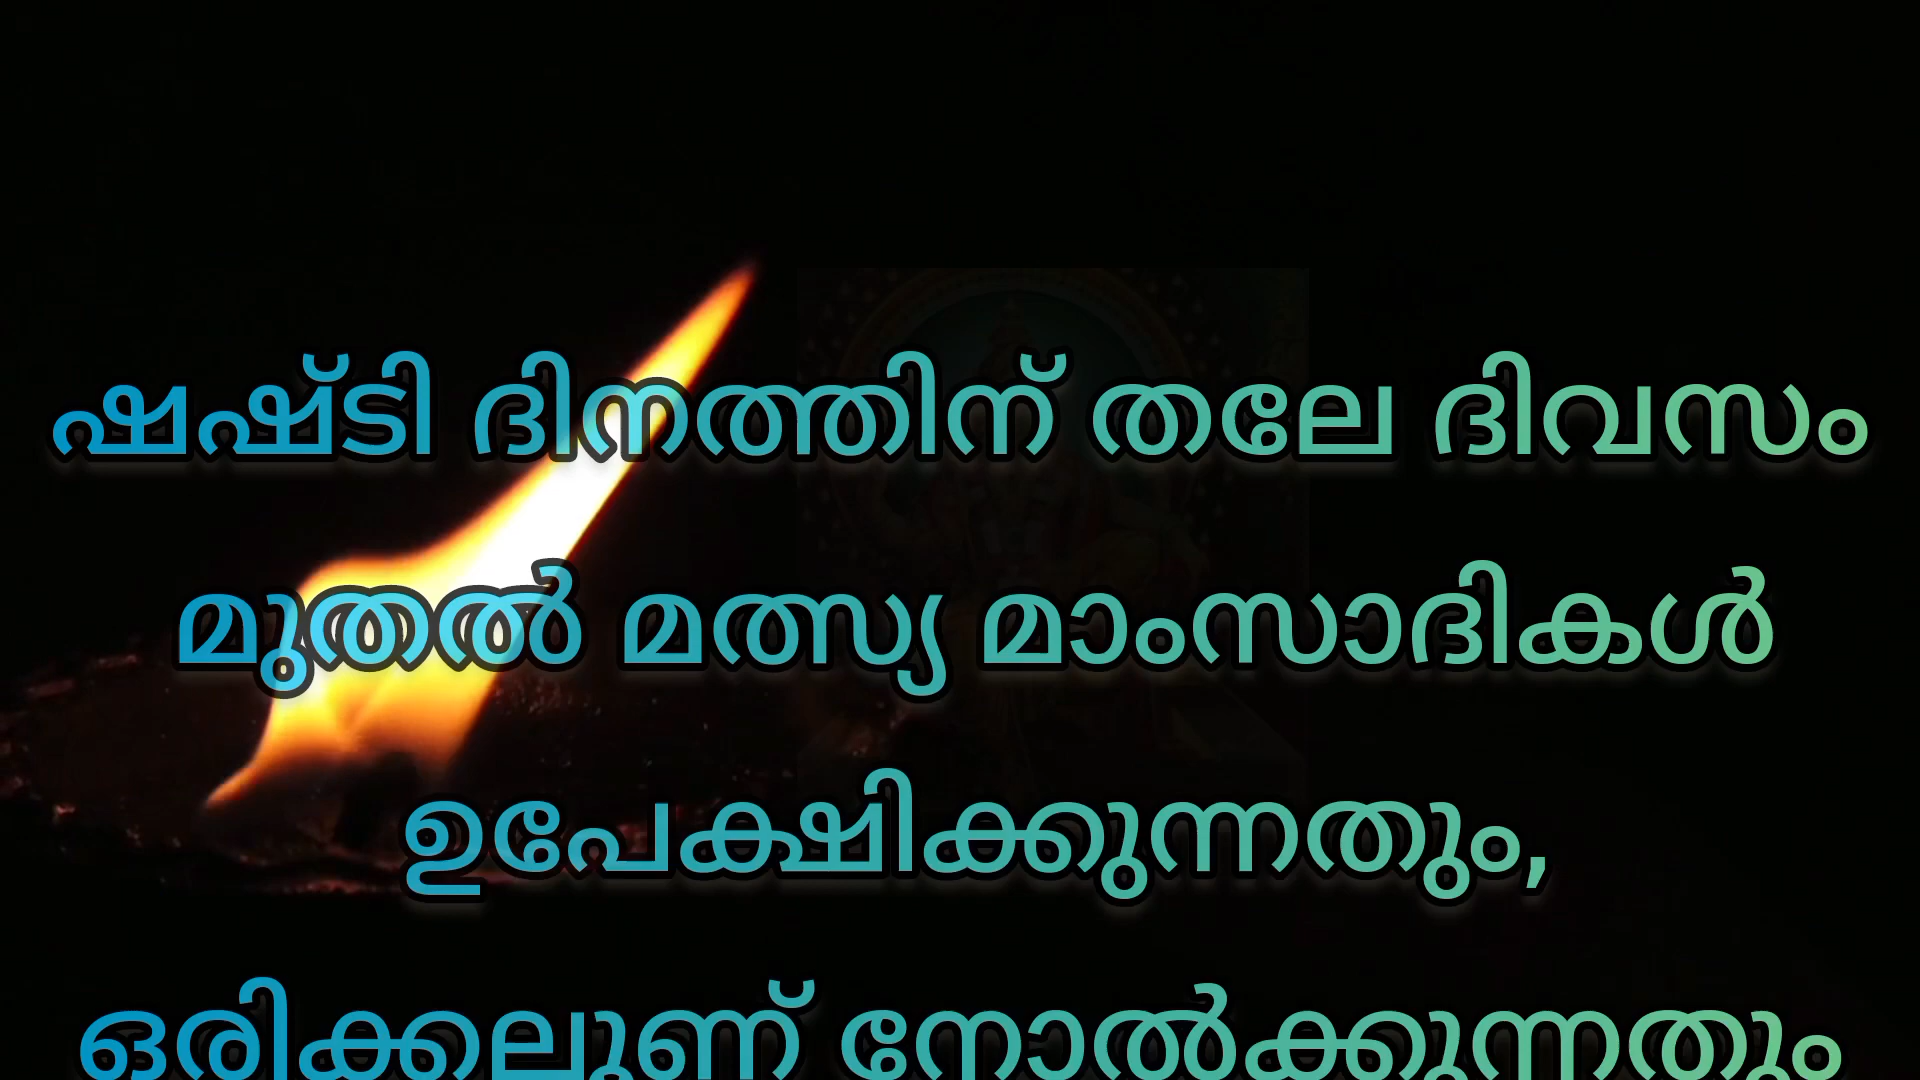 ഷഷ്ടി ദിനത്തിന് തലേ ദിവസം
മുതൽ മത്സ്യ മാംസാദികൾ
ഉപേക്ഷിക്കുന്നതും,
ഒരിക്കലുണ് നോൽക്കുന്നതും